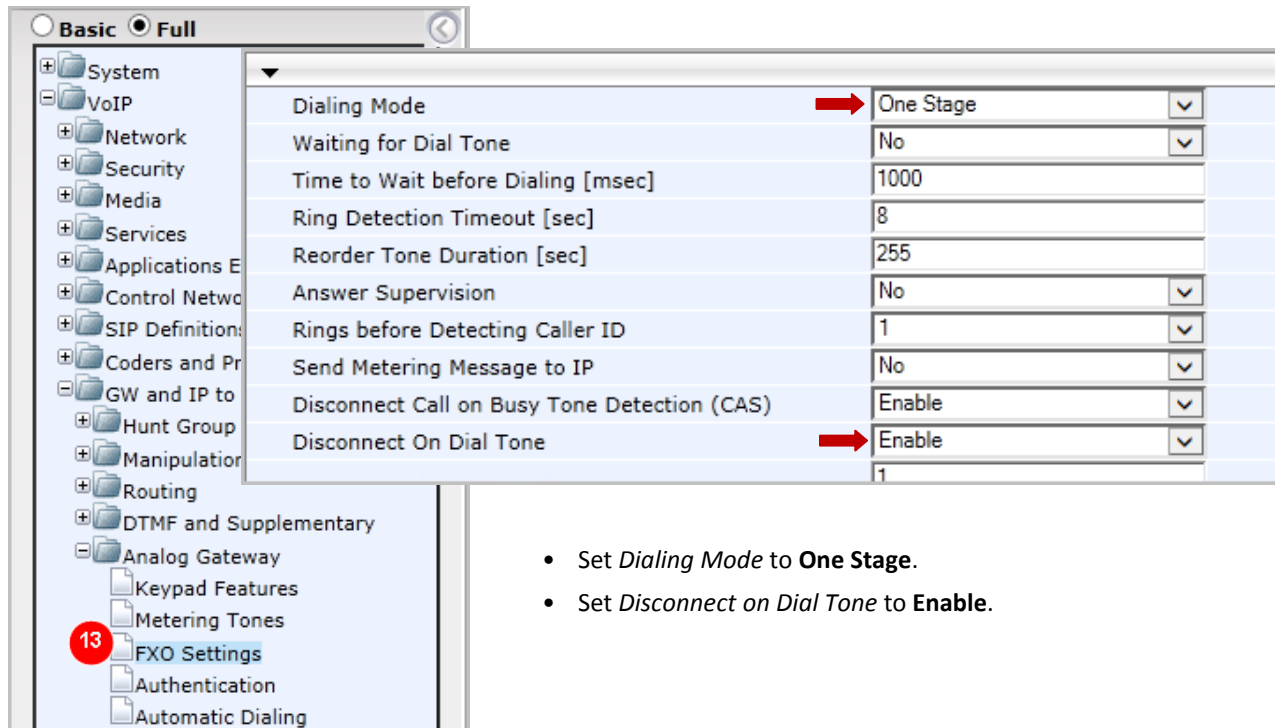 Basic Full
System
VoIP
Network
Security
Media
Services
Applications E
Control Netwo
SIP Definition
Coders and Pr
GW and IP to
Hunt Group
Manipulation
Routing
DTMF and Supplementary
Analog Gateway
Keypad Features
Metering Tones
13 FXO Settings
Authentication
Automatic Dialing
Dialing Mode One Stage
Waiting for Dial Tone No
Time to Wait before Dialing [msec] 1000
Ring Detection Timeout [sec] 8
Reorder Tone Duration [sec] 255
Answer Supervision No
Rings before Detecting Caller ID 1
Send Metering Message to IP No
Disconnect Call on Busy Tone Detection (CAS) Enable
Disconnect On Dial Tone Enable
1
• Set Dialing Mode to One Stage.
• Set Disconnect on Dial Tone to Enable.